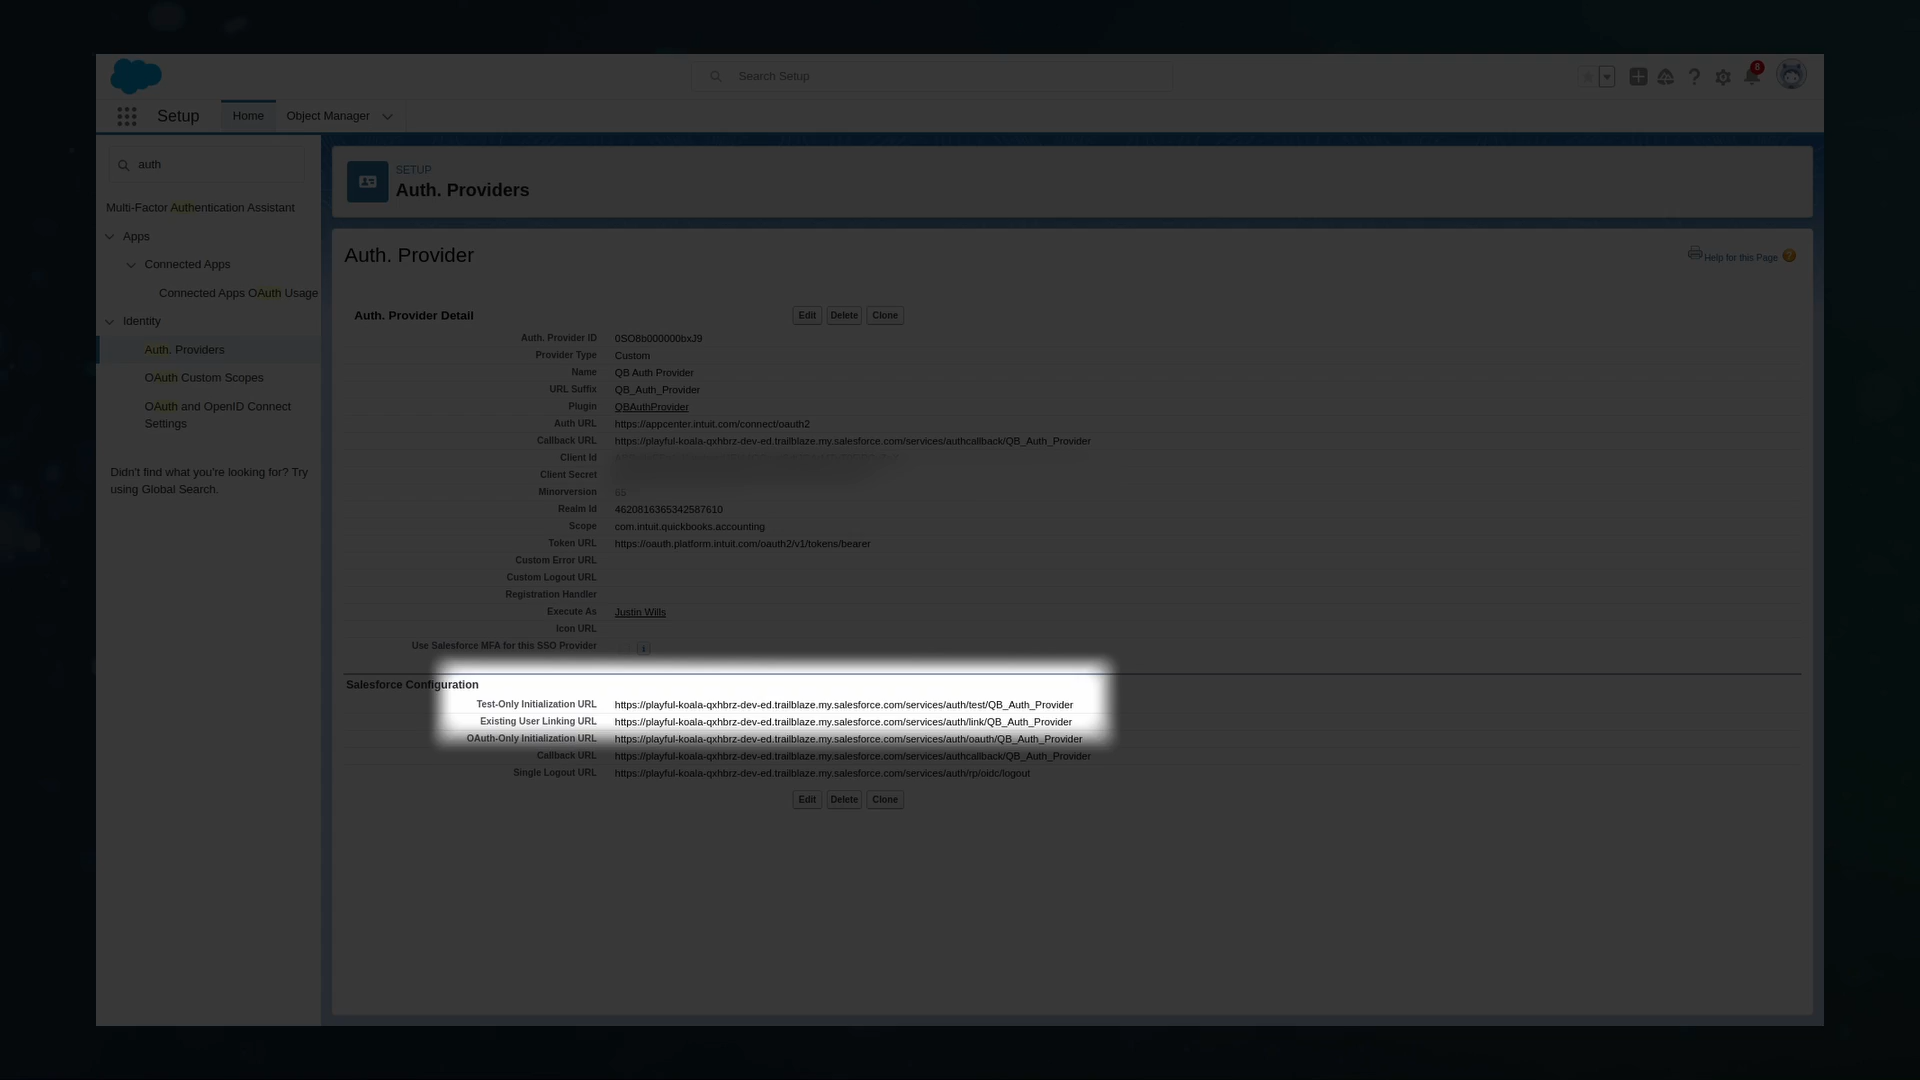 Search Setup
8
Setup
Home
Object Manager
auth
Multi-Factor Authentication Assistant
Apps
Connected Apps
Connected Apps OAuth Usage
Identity
Auth. Providers
OAuth Custom Scopes
OAuth and OpenID Connect
Settings
Didn't find what you're looking for? Try
using Global Search.
SETUP
Auth. Providers
Auth. Provider
Help for this Page ?
Auth. Provider Detail
Edit Delete Clone
Auth. Provider ID 0SO8b000000bxJ9
Provider Type Custom
Name QB Auth Provider
URL Suffix QB_Auth_Provider
Plugin QBAuthProvider
Auth URL https://appcenter.intuit.com/connect/oauth2
Callback URL https://playful-koala-qxhbrz-dev-ed.trailblaze.my.salesforce.com/services/authcallback/QB_Auth_Provider
Client Id
Client Secret
Minorversion 65
Realm Id 4620816365342587610
Scope com.intuit.quickbooks.accounting
Token URL https://oauth.platform.intuit.com/oauth2/v1/tokens/bearer
Custom Error URL
Custom Logout URL
Registration Handler
Execute As Justin Wills
Icon URL
Use Salesforce MFA for this SSO Provider i
Salesforce Configuration
Test-Only Initialization URL https://playful-koala-qxhbrz-dev-ed.trailblaze.my.salesforce.com/services/auth/test/QB_Auth_Provider
Existing User Linking URL https://playful-koala-qxhbrz-dev-ed.trailblaze.my.salesforce.com/services/auth/link/QB_Auth_Provider
OAuth-Only Initialization URL https://playful-koala-qxhbrz-dev-ed.trailblaze.my.salesforce.com/services/auth/oauth/QB_Auth_Provider
Callback URL https://playful-koala-qxhbrz-dev-ed.trailblaze.my.salesforce.com/services/authcallback/QB_Auth_Provider
Single Logout URL https://playful-koala-qxhbrz-dev-ed.trailblaze.my.salesforce.com/services/auth/rp/oidc/logout
Edit Delete Clone